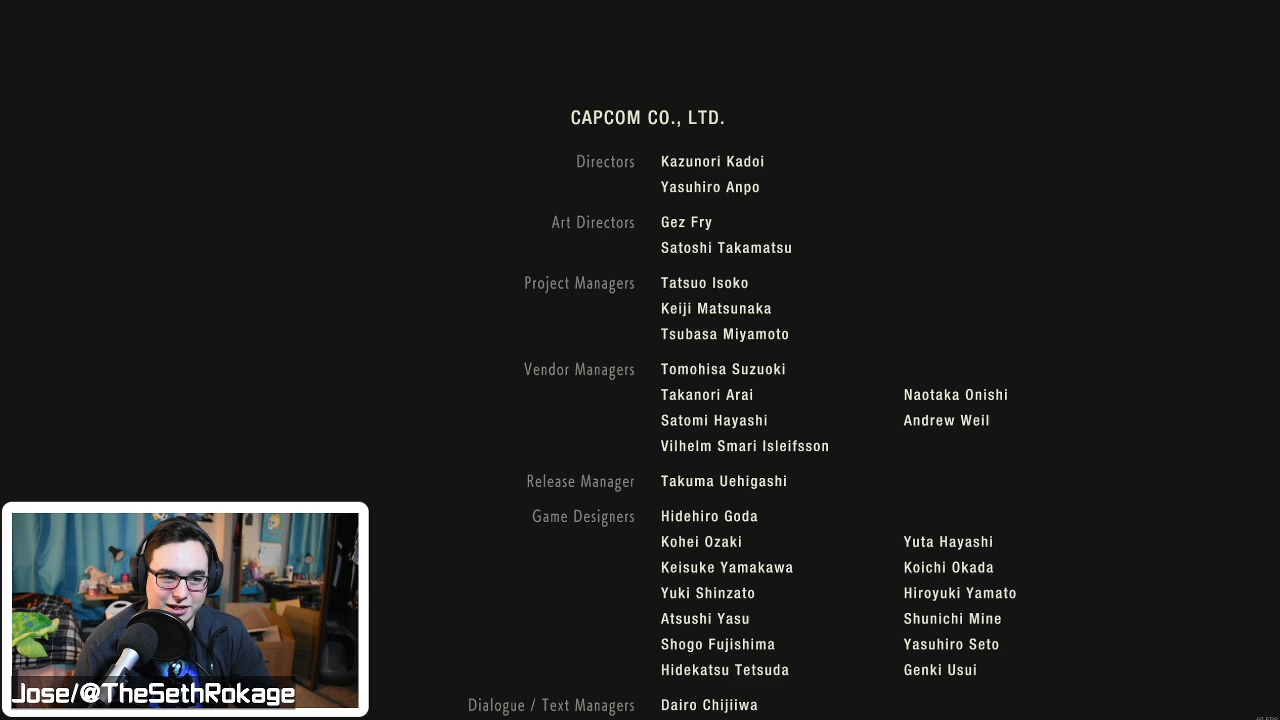 CAPCOM CO., LTD.
Directors Kazunori Kadoi
Yasuhiro Anpo
Art Directors Gez Fry
Satoshi Takamatsu
Project Managers Tatsuo Isoko
Keiji Matsunaka
Tsubasa Miyamoto
Vendor Managers Tomohisa Suzuoki
Takanori Arai Naotaka Onishi
Satomi Hayashi Andrew Weil
Vilhelm Smari Isleifsson
Release Manager Takuma Uehigashi
Game Designers Hidehiro Goda
Kohei Ozaki Yuta Hayashi
Keisuke Yamakawa Koichi Okada
Yuki Shinzato Hiroyuki Yamato
Atsushi Yasu Shunichi Mine
Shogo Fujishima Yasuhiro Seto
Hidekatsu Tetsuda Genki Usui
Dialogue / Text Managers Dairo Chijiiwa
Jose/@TheSethRokage